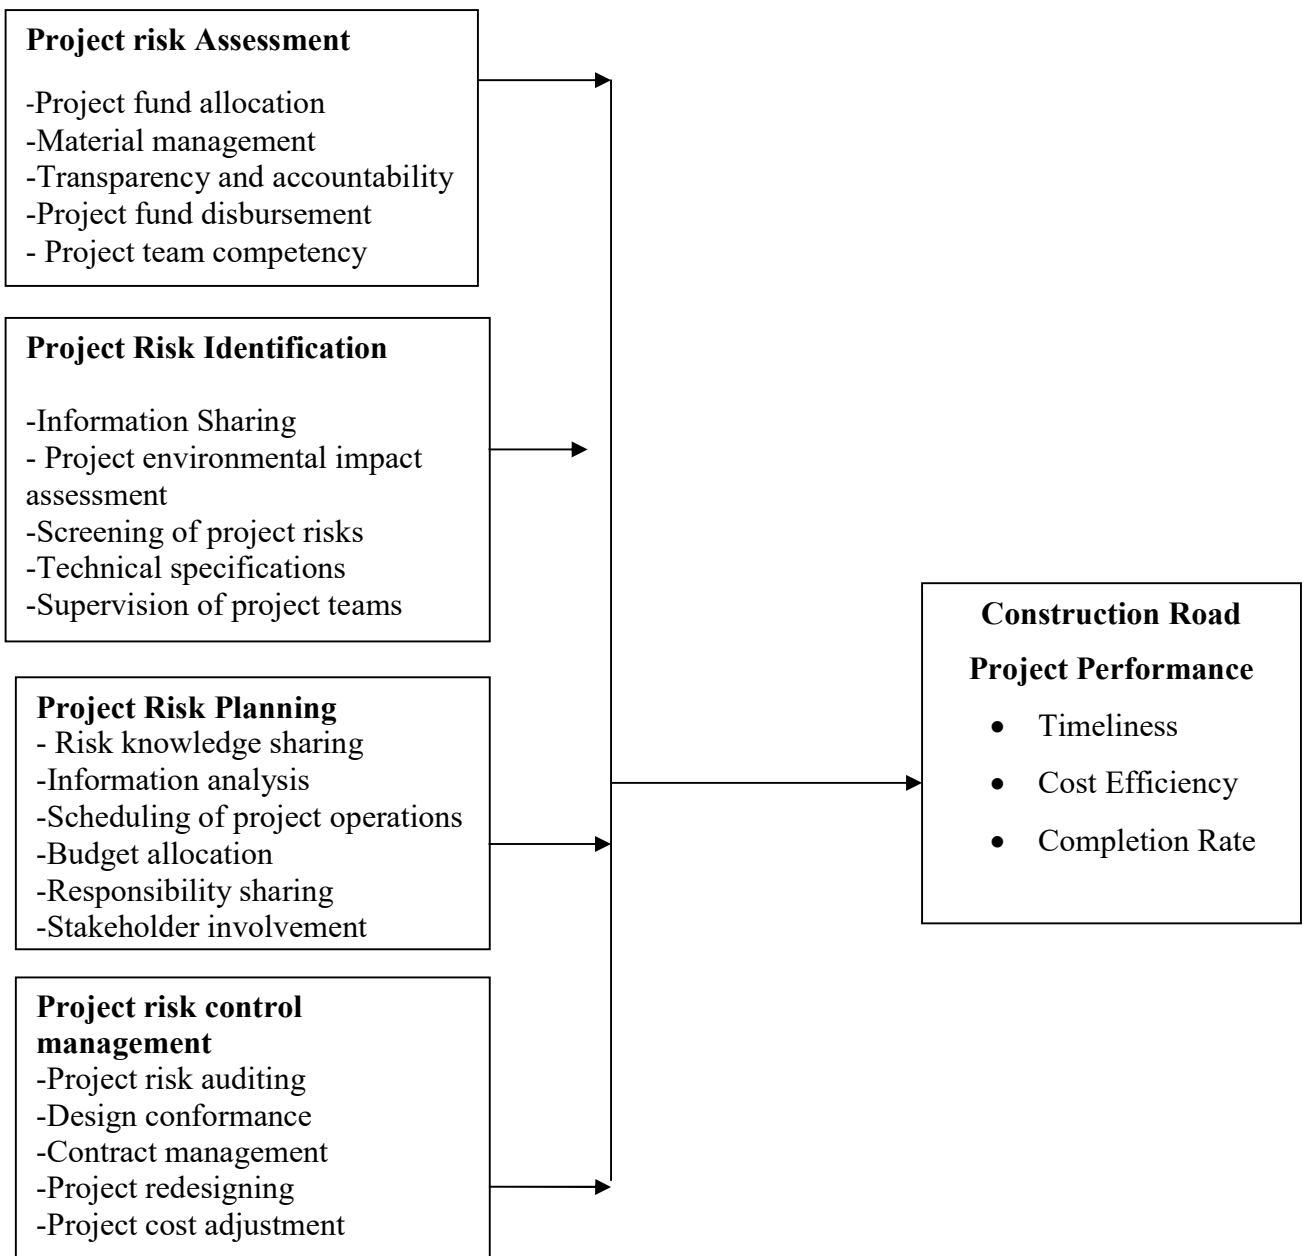 Project risk Assessment
-Project fund allocation
-Material management
-Transparency and accountability
-Project fund disbursement
- Project team competency
Project Risk Identification
-Information Sharing
- Project environmental impact
assessment
-Screening of project risks
-Technical specifications
-Supervision of project teams
Project Risk Planning
- Risk knowledge sharing
-Information analysis
-Scheduling of project operations
-Budget allocation
-Responsibility sharing
-Stakeholder involvement
Project risk control
management
-Project risk auditing
-Design conformance
-Contract management
-Project redesigning
-Project cost adjustment
Construction Road
Project Performance
• Timeliness
• Cost Efficiency
• Completion Rate